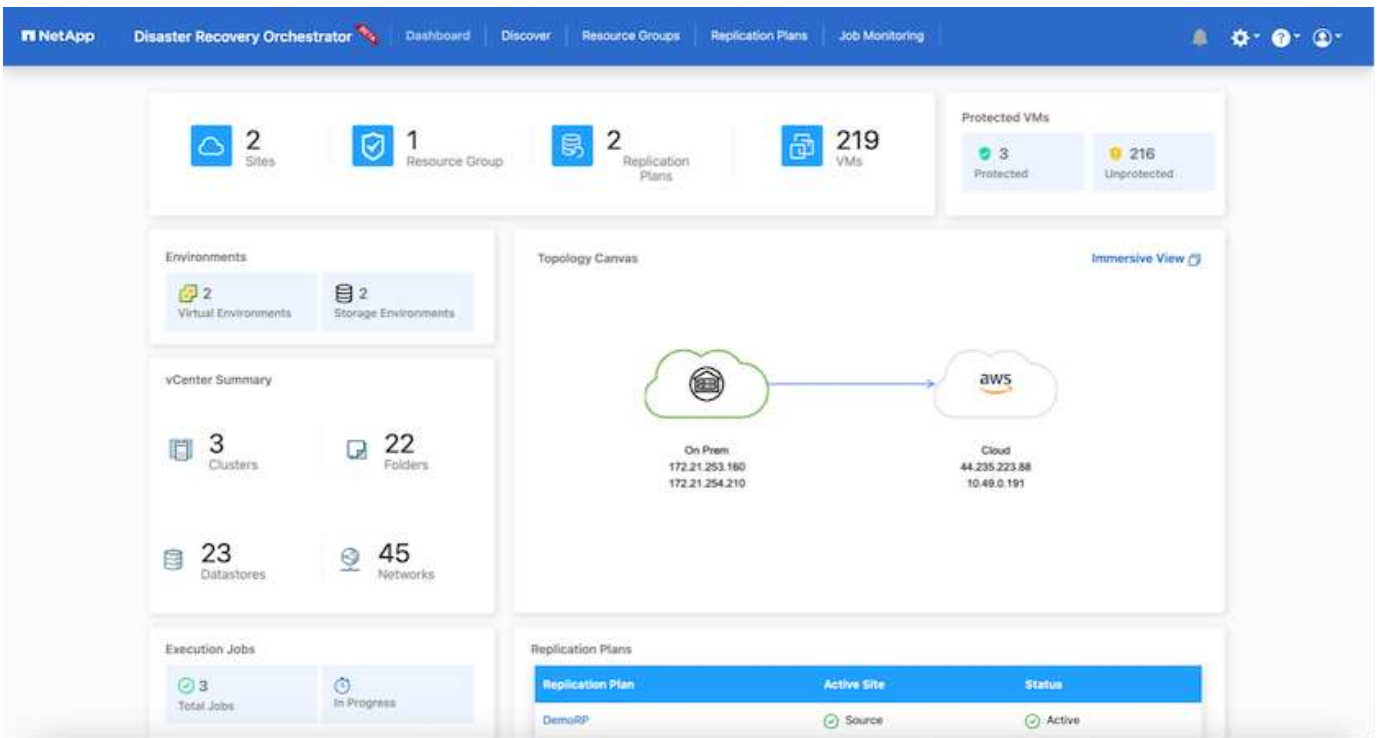 NetApp
Disaster Recovery Orchestrator
Dashboard
Discover
Resource Groups
Replication Plans
Job Monitoring
2
Sites
1
Resource Group
2
Replication
Plans
219
VMs
Protected VMs
3
Protected
216
Unprotected
Environments
2
Virtual Environments
2
Storage Environments
Topology Canvas
Immersive View
aws
On Prem
172.21.253.160
172.21.254.210
Cloud
44.235.223.88
10.49.0.191
vCenter Summary
3
Clusters
22
Folders
23
Datastores
45
Networks
Execution Jobs
3
Total Jobs
In Progress
Replication Plans
Replication Plan
Active Site
Status
DemoRP
Source
Active